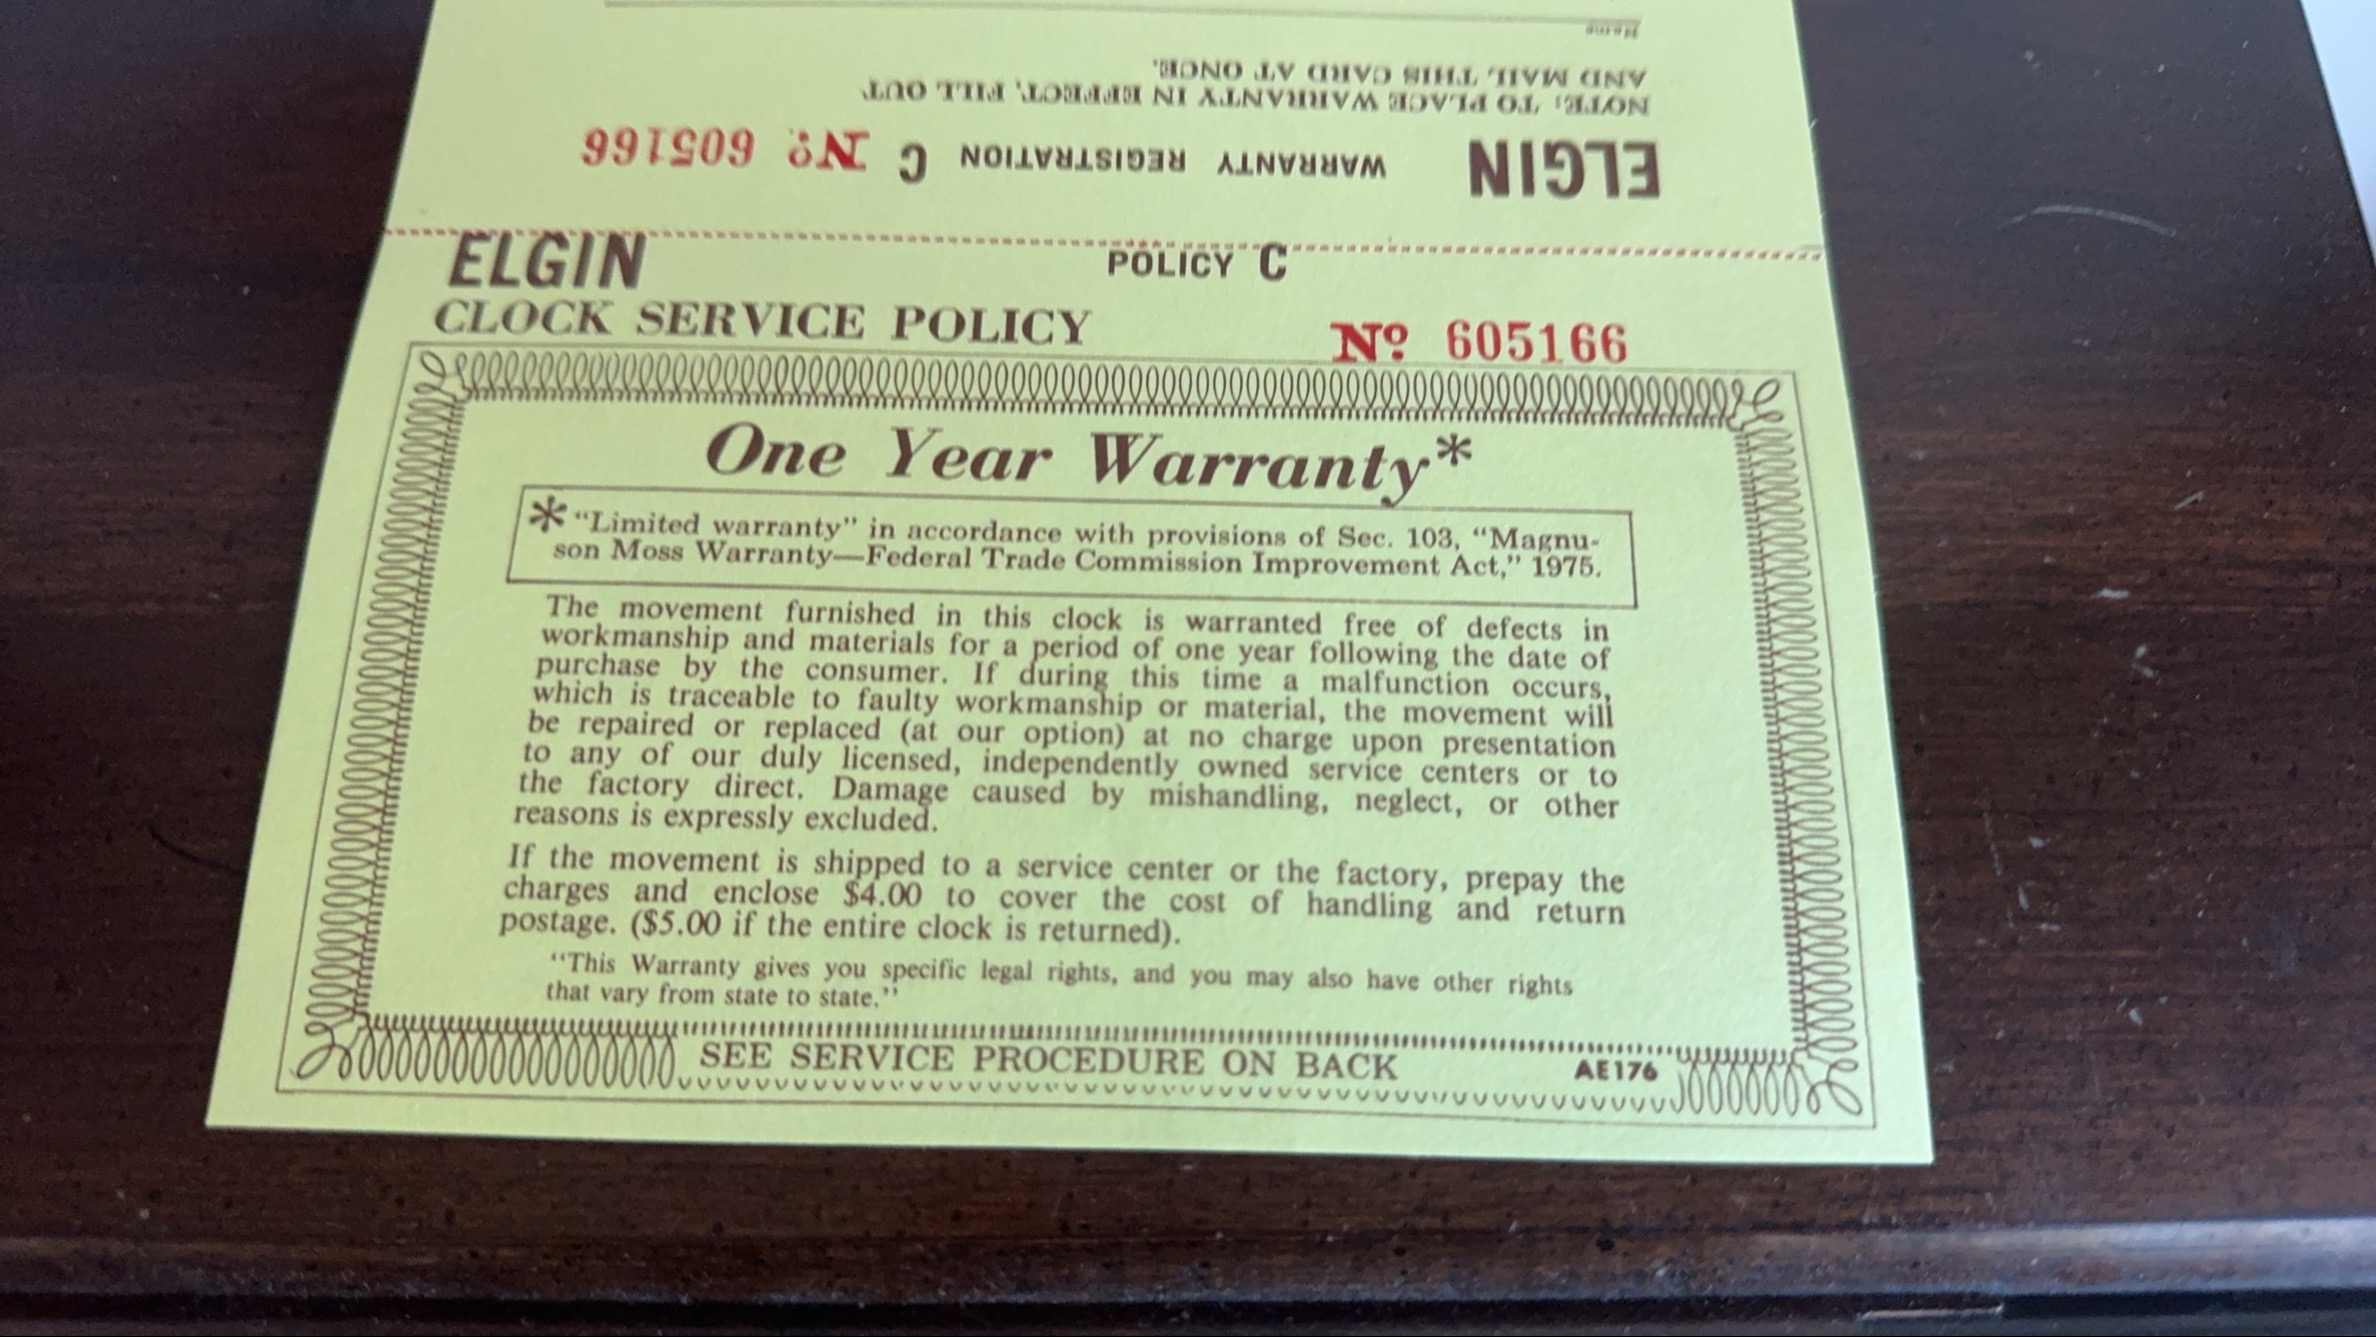 Name
AND MAIL THIS CARD AT ONCE.
NOTE: TO PLACE WARRANTY IN EFFECT, FILL OUT
ELGIN WARRANTY REGISTRATION C No 605166
ELGIN POLICY C
CLOCK SERVICE POLICY No 605166
One Year Warranty*
* "Limited warranty" in accordance with provisions of Sec. 103, "Magnu-
son Moss Warranty—Federal Trade Commission Improvement Act," 1975.
The movement furnished in this clock is warranted free of defects in
workmanship and materials for a period of one year following the date of
purchase by the consumer. If during this time a malfunction occurs,
which is traceable to faulty workmanship or material, the movement will
be repaired or replaced (at our option) at no charge upon presentation
to any of our duly licensed, independently owned service centers or to
the factory direct. Damage caused by mishandling, neglect, or other
reasons is expressly excluded.
If the movement is shipped to a service center or the factory, prepay the
charges and enclose $4.00 to cover the cost of handling and return
postage. ($5.00 if the entire clock is returned).
"This Warranty gives you specific legal rights, and you may also have other rights
that vary from state to state."
SEE SERVICE PROCEDURE ON BACK AE176